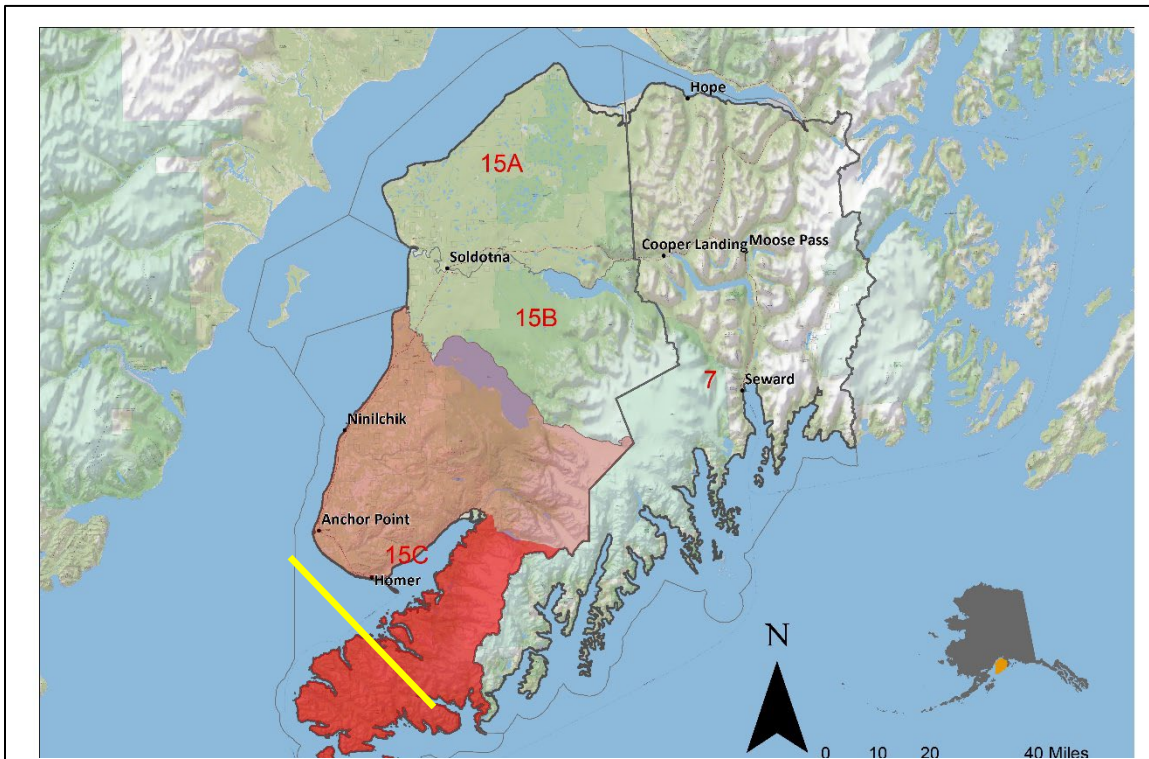 Hope
15A
Cooper Landing
Moose Pass
Soldotna
15B
7
Seward
Ninilchik
Anchor Point
15C
Homer
N
0 10 20 40 Miles